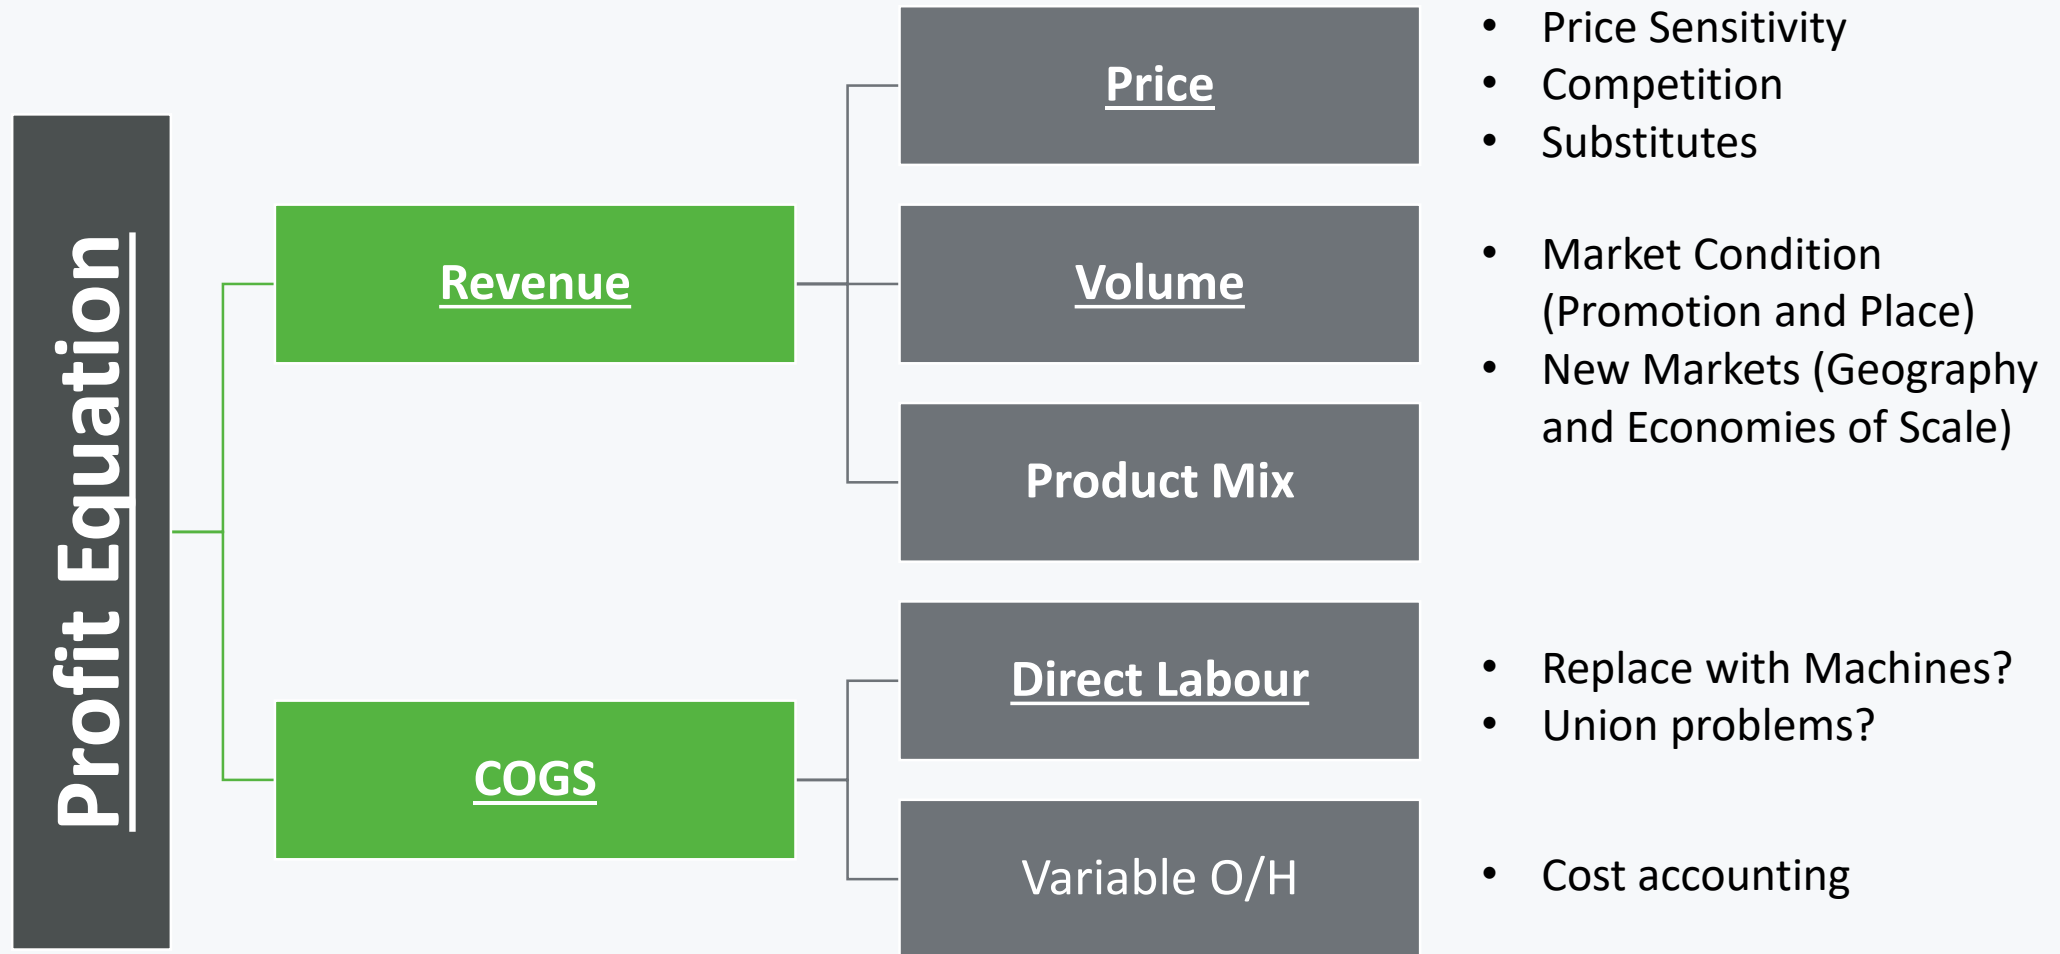 Profit Equation
Revenue
COGS
Price
Volume
Product Mix
Direct Labour
Variable O/H
• Price Sensitivity
• Competition
• Substitutes
• Market Condition
(Promotion and Place)
• New Markets (Geography
and Economies of Scale)
• Replace with Machines?
• Union problems?
• Cost accounting